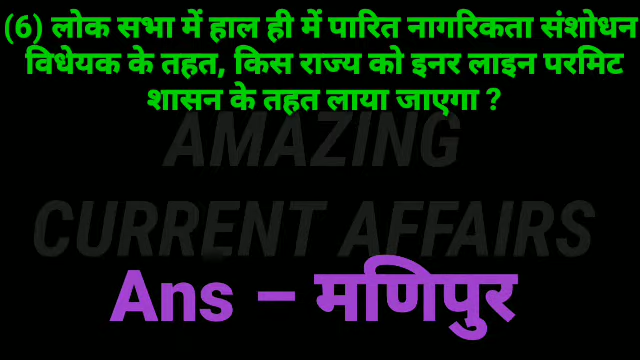 (6) लोक सभा में हाल ही में पारित नागरिकता संशोधन
विधेयक के तहत, किस राज्य को इनर लाइन परमिट
शासन के तहत लाया जाएगा ?
AMAZING
CURRENT AFFAIRS
Ans – मणिपुर